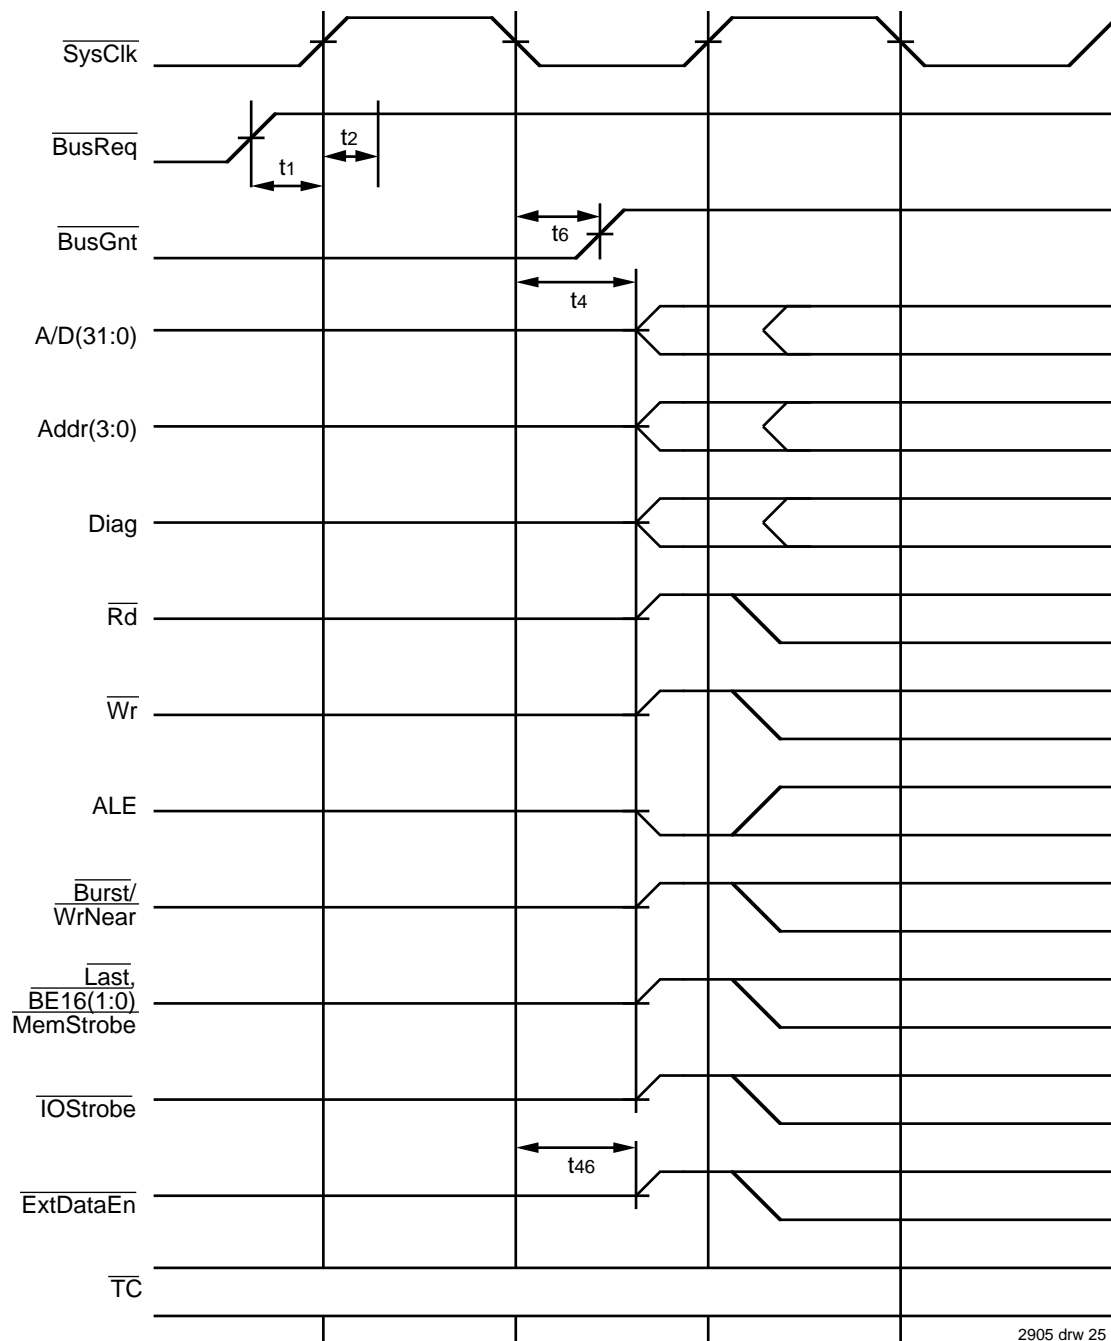 SysClk
BusReq
t1
t2
BusGnt
t6
t4
A/D(31:0)
Addr(3:0)
Diag
Rd
Wr
ALE
Burst/
WrNear
Last,
BE16(1:0)
MemStrobe
IOStrobe
t46
ExtDataEn
TC
2905 drw 25